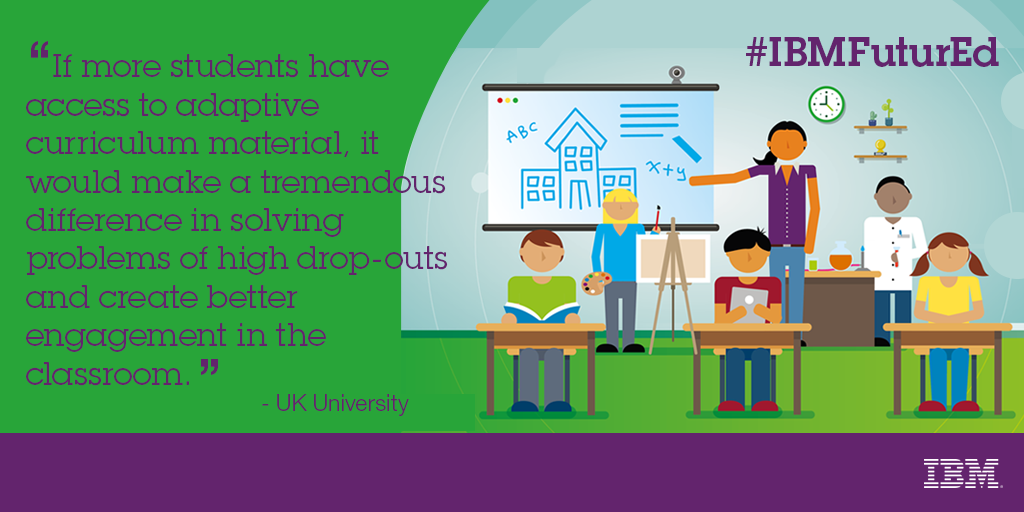 “If more students have
access to adaptive
curriculum material, it
would make a tremendous
difference in solving
problems of high drop-outs
and create better
engagement in the
classroom.”
- UK University
#IBMFuturEd
ABC
x+y
IBM